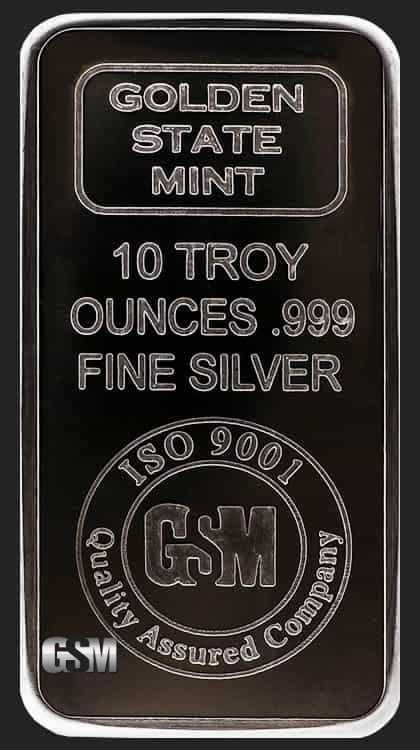 GOLDEN
STATE
MINT
10 TROY
OUNCES .999
FINE SILVER
ISO 9001
GSM
Quality Assured Company
GSM